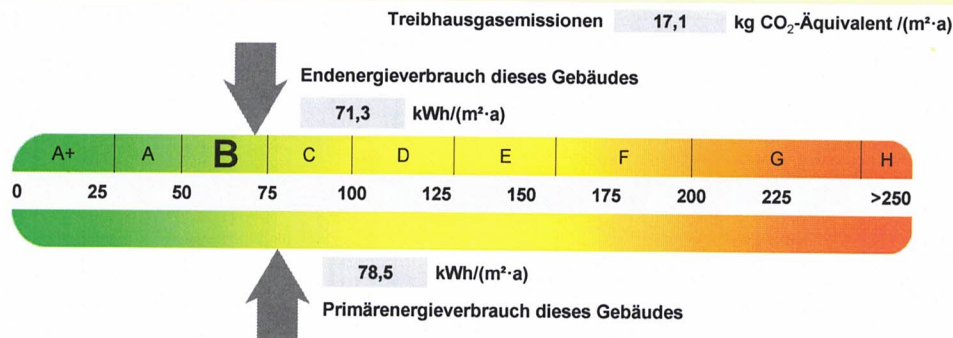 Treibhausgasemissionen 17,1 kg CO₂-Äquivalent /(m²·a)
Endenergieverbrauch dieses Gebäudes
71,3 kWh/(m²·a)
A+ A B C D E F G H
0 25 50 75 100 125 150 175 200 225 >250
78,5 kWh/(m²·a)
Primärenergieverbrauch dieses Gebäudes